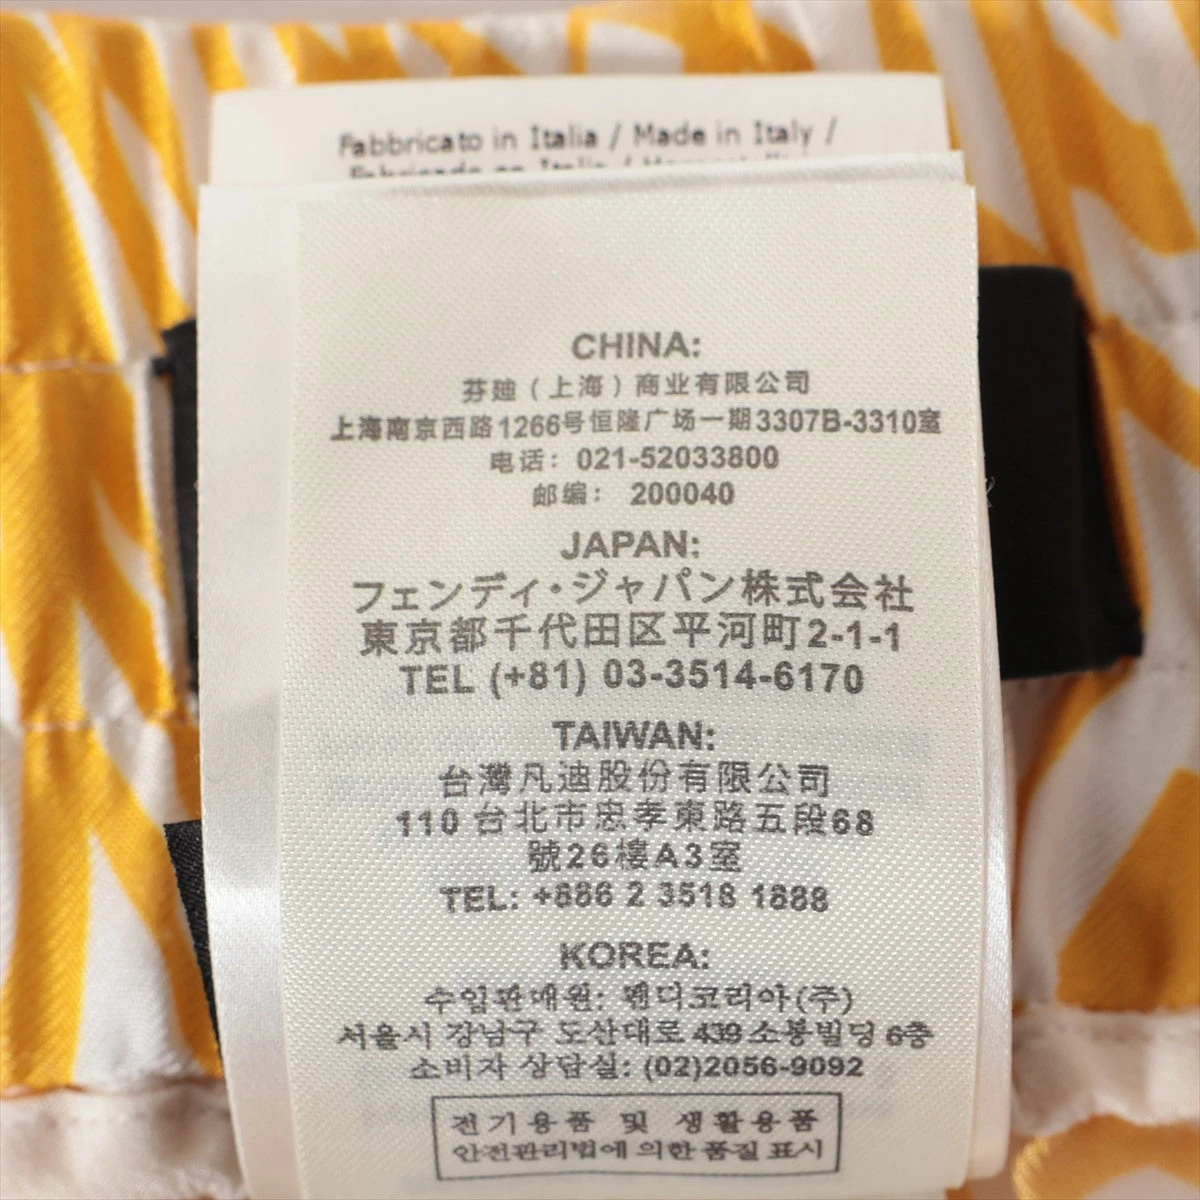 Fabbricato in Italia / Made in Italy /
Fabricado en Italia /
CHINA:
芬迪（上海）商业有限公司
上海南京西路1266号恒隆广场一期3307B-3310室
电话： 021-52033800
邮编： 200040
JAPAN:
フェンディ・ジャパン株式会社
東京都千代田区平河町2-1-1
TEL (+81) 03-3514-6170
TAIWAN:
台灣凡迪股份有限公司
110 台北市忠孝東路五段68
號26樓A3室
TEL: +886 2 3518 1888
KOREA:
수입판매원: 펜디코리아(주)
서울시 강남구 도산대로 439 소봉빌딩 6층
소비자 상담실: (02)2056-9092
전기용품 및 생활용품
안전관리법에 의한 품질 표시